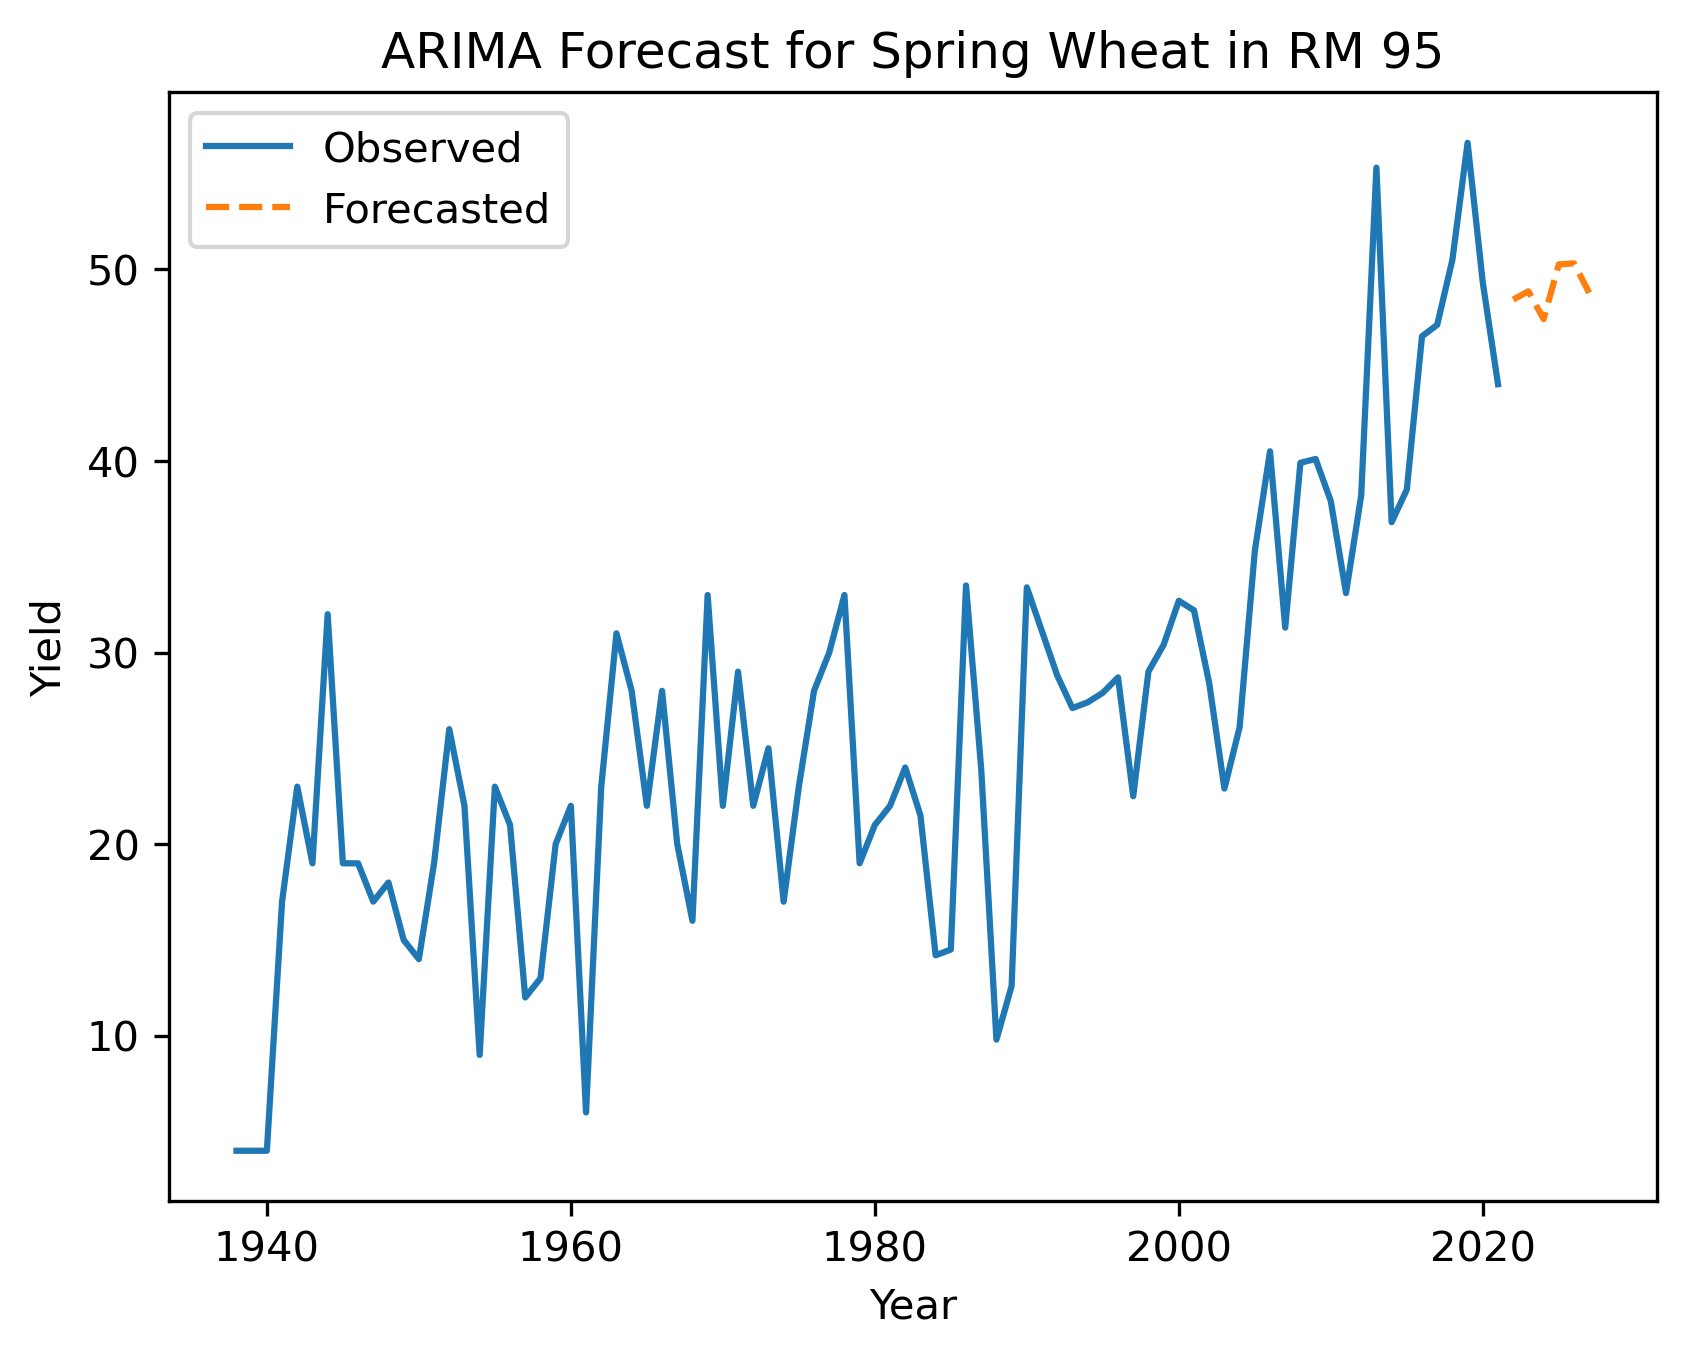 ARIMA Forecast for Spring Wheat in RM 95
Observed
Forecasted
50
40
30
20
10
Yield
1940 1960 1980 2000 2020
Year